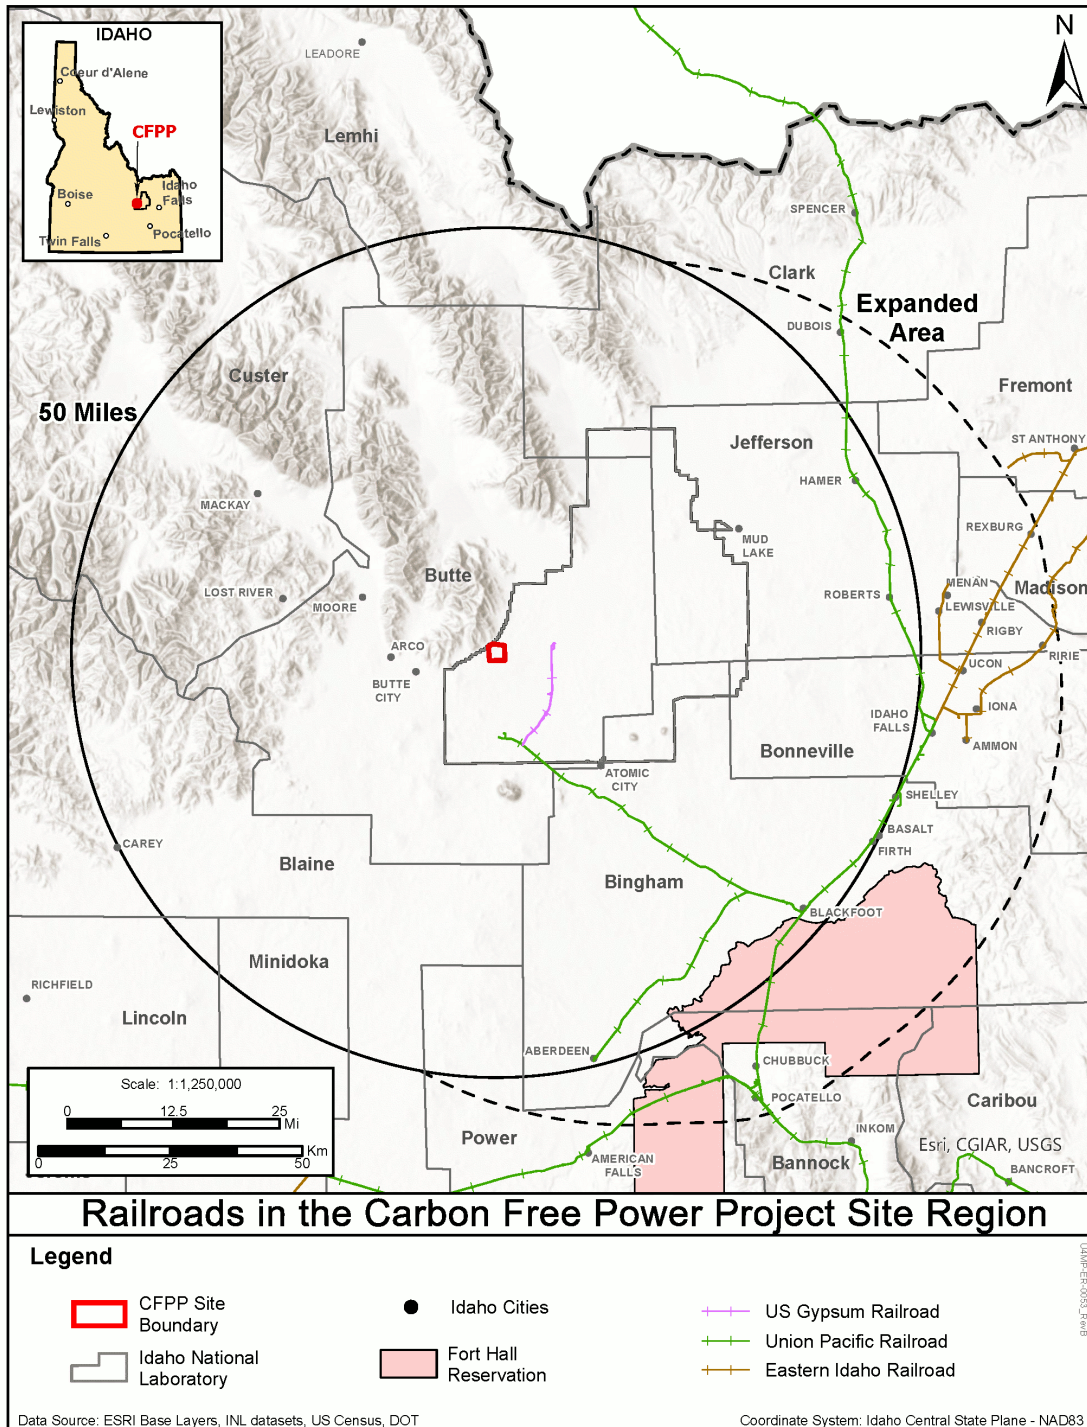 IDAHO
Coeur d'Alene
Lewiston
CFPP
Boise
Idaho
Falls
Twin Falls
Pocatello
N
LEADORE
Lemhi
SPENCER
Clark
Expanded
Area
DUBOIS
Custer
50 Miles
Fremont
Jefferson
ST ANTHONY
HAMER
MACKAY
REXBURG
MUD
LAKE
Butte
MENAN
Madison
LOST RIVER
MOORE
ROBERTS
LEWISVILLE
RIGBY
ARCO
RIRIE
BUTTE
CITY
UCON
IONA
IDAHO
FALLS
Bonneville
AMMON
ATOMIC
CITY
SHELLEY
BASALT
FIRTH
CAREY
Blaine
Bingham
BLACKFOOT
Minidoka
RICHFIELD
Lincoln
ABERDEEN
CHUBBUCK
POCATELLO
Caribou
Scale: 1:1,250,000
0 12.5 25
Mi
Km
0 25 50
Power
INKOM
Esri, CGIAR, USGS
AMERICAN
FALLS
Bannock
BANCROFT
Railroads in the Carbon Free Power Project Site Region
Legend
CFPP Site
Boundary
Idaho National
Laboratory
Idaho Cities
Fort Hall
Reservation
US Gypsum Railroad
Union Pacific Railroad
Eastern Idaho Railroad
U4MP-ER-0053_RevB
Data Source: ESRI Base Layers, INL datasets, US Census, DOT
Coordinate System: Idaho Central State Plane - NAD83